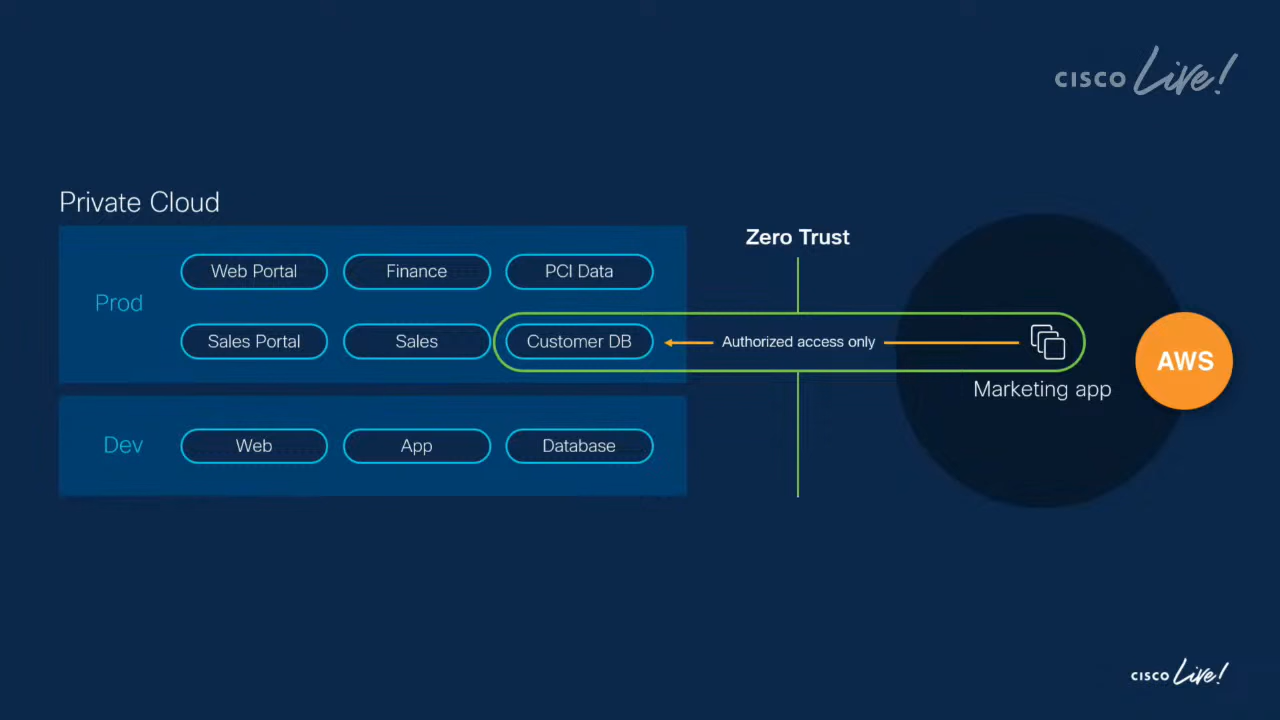 CISCO Live!
Private Cloud
Zero Trust
Prod
Web Portal
Finance
PCI Data
Sales Portal
Sales
Customer DB
Authorized access only
Marketing app
AWS
Dev
Web
App
Database
CISCO Live!